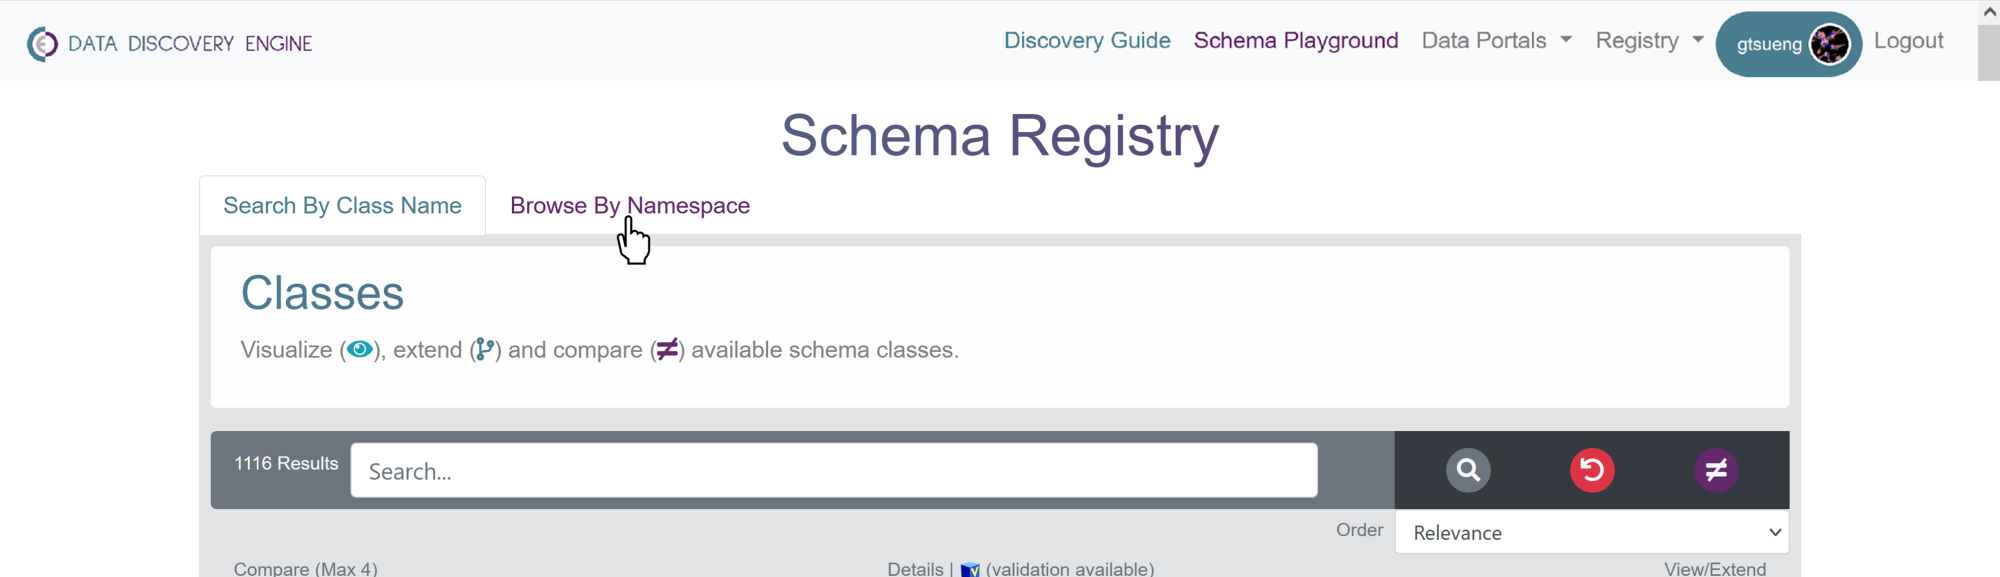 DATA DISCOVERY ENGINE
Discovery Guide Schema Playground Data Portals Registry gtsueng Logout
Schema Registry
Search By Class Name Browse By Namespace
Classes
Visualize (), extend () and compare (≠) available schema classes.
1116 Results Search...
Order Relevance
Compare (Max 4) Details | (validation available) View/Extend